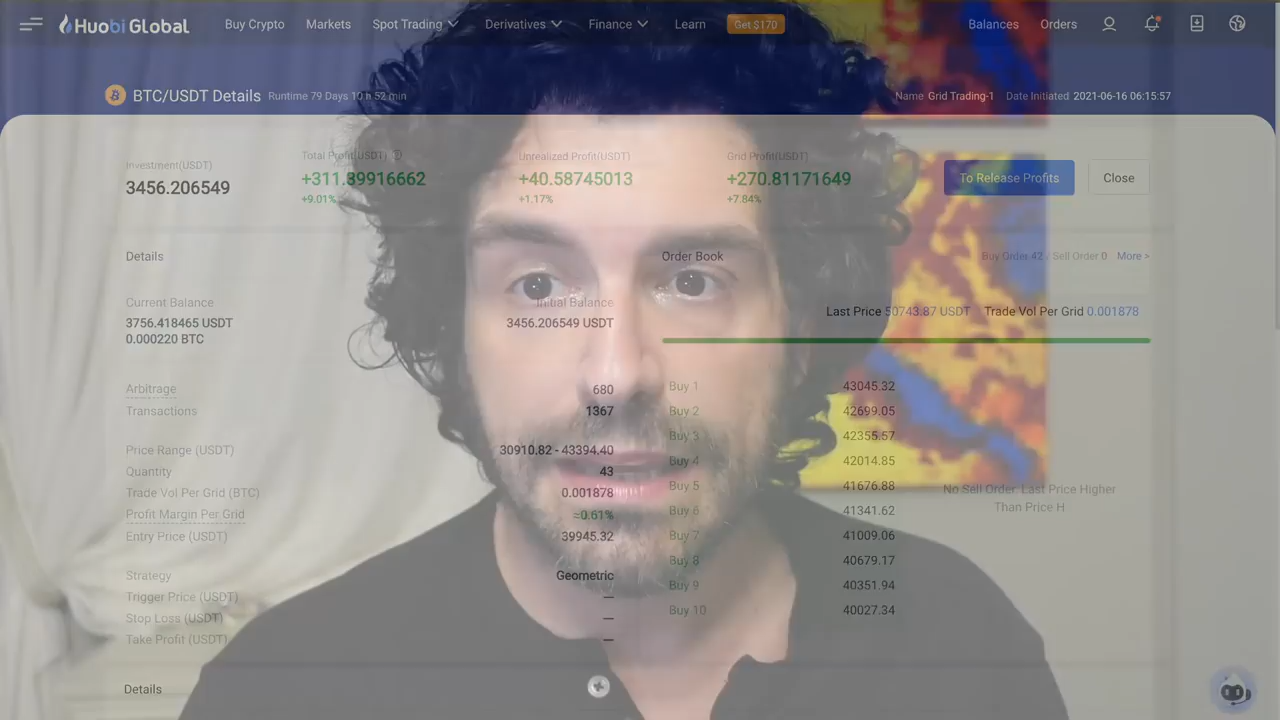 Huobi Global Buy Crypto Markets Spot Trading Derivatives Finance Learn Get $170 Balances Orders
BTC/USDT Details Runtime 79 Days 10 h 52 min Name Grid Trading-1 Date Initiated 2021-06-16 06:15:57
Investment(USDT)
3456.206549
Total Profit(USDT)
+311.39916662
+9.01%
Unrealized Profit(USDT)
+40.58745013
+1.17%
Grid Profit(USDT)
+270.81171649
+7.84%
To Release Profits Close
Details
Current Balance Initial Balance
3756.418465 USDT 3456.206549 USDT
0.000220 BTC
Arbitrage 680
Transactions 1367
Price Range (USDT) 30910.82 - 43394.40
Quantity 43
Trade Vol Per Grid (BTC) 0.001878
Profit Margin Per Grid ≈0.61%
Entry Price (USDT) 39945.32
Strategy Geometric
Trigger Price (USDT) —
Stop Loss (USDT) —
Take Profit (USDT) —
Details
Order Book Buy Order 42 / Sell Order 0 More >
Last Price 50743.87 USDT Trade Vol Per Grid 0.001878
Buy 1 43045.32
Buy 2 42699.05
Buy 3 42355.57
Buy 4 42014.85
Buy 5 41676.88
Buy 6 41341.62
Buy 7 41009.06
Buy 8 40679.17
Buy 9 40351.94
Buy 10 40027.34
No Sell Order. Last Price Higher
Than Price H